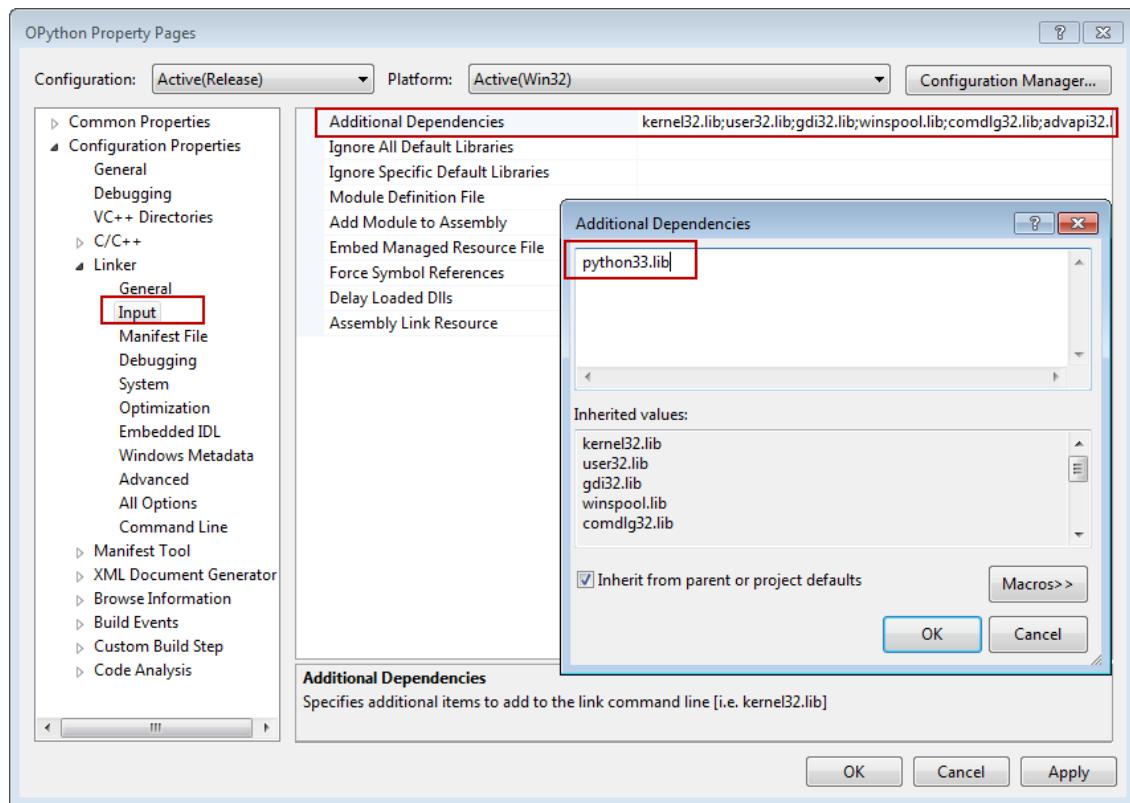 OPython Property Pages
Configuration: Active(Release) Platform: Active(Win32) Configuration Manager...
Common Properties
Configuration Properties
General
Debugging
VC++ Directories
C/C++
Linker
General
Input
Manifest File
Debugging
System
Optimization
Embedded IDL
Windows Metadata
Advanced
All Options
Command Line
Manifest Tool
XML Document Generator
Browse Information
Build Events
Custom Build Step
Code Analysis
Additional Dependencies kernel32.lib;user32.lib;gdi32.lib;winspool.lib;comdlg32.lib;advapi32.l
Ignore All Default Libraries
Ignore Specific Default Libraries
Module Definition File
Add Module to Assembly
Embed Managed Resource File
Force Symbol References
Delay Loaded Dlls
Assembly Link Resource
Additional Dependencies
python33.lib
Inherited values:
kernel32.lib
user32.lib
gdi32.lib
winspool.lib
comdlg32.lib
Inherit from parent or project defaults
Macros>>
OK Cancel
Additional Dependencies
Specifies additional items to add to the link command line [i.e. kernel32.lib]
OK Cancel Apply